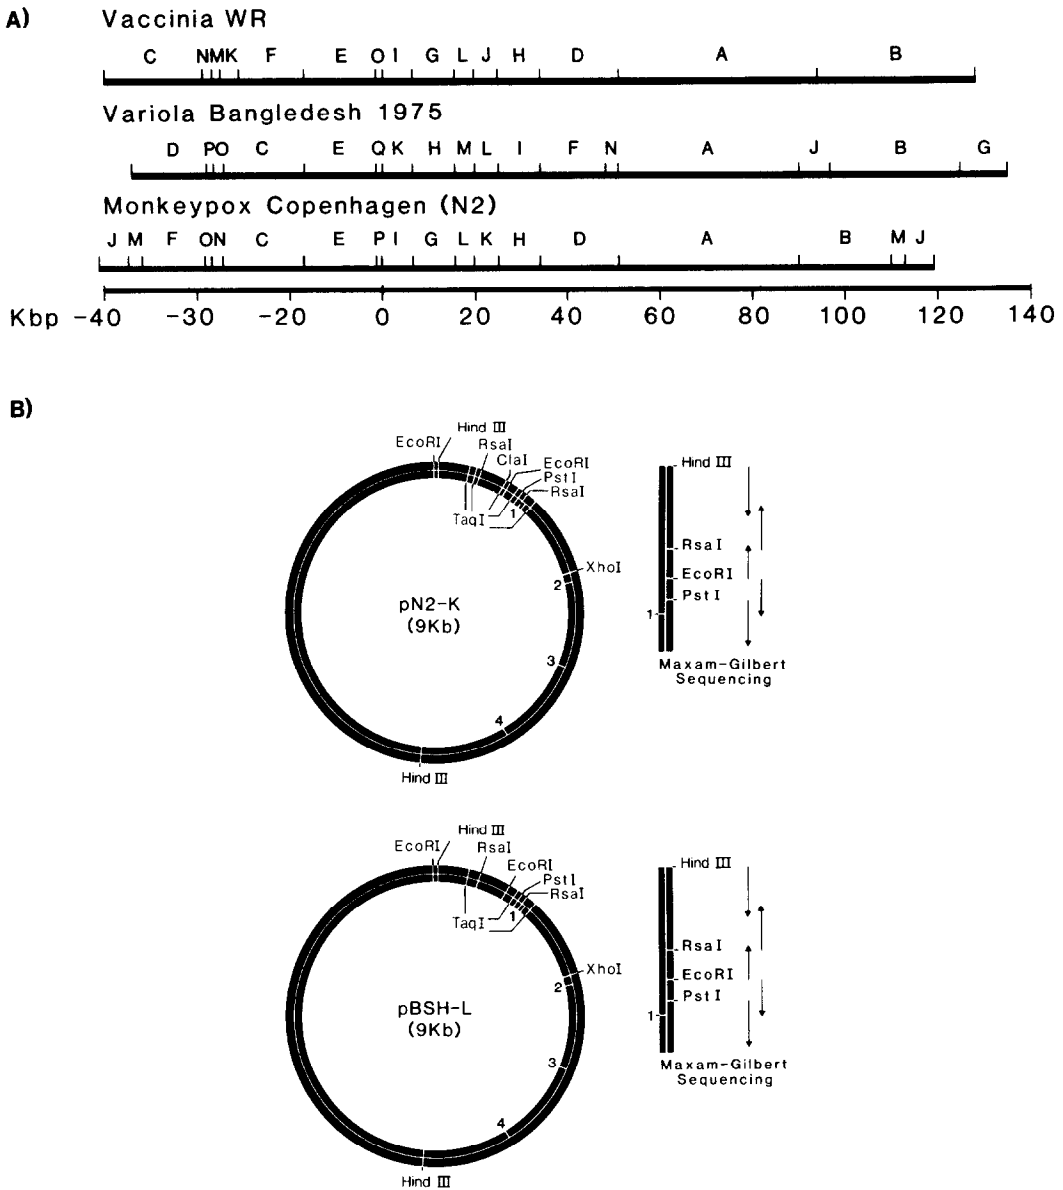 A)
Vaccinia WR
C NMK F E O I G L J H D A B
Variola Bangledesh 1975
D PO C E Q K H M L I F N A J B G
Monkeypox Copenhagen (N2)
J M F ON C E P I G L K H D A B M J
Kbp -40 -30 -20 0 20 40 60 80 100 120 140
B)
Hind III
EcoRI
RsaI
ClaI
EcoRI
PstI
RsaI
TaqI
1
XhoI
2
pN2-K
(9Kb)
3
4
Hind III
Hind III
RsaI
EcoRI
PstI
1
Maxam-Gilbert
Sequencing
Hind III
EcoRI
RsaI
EcoRI
PstI
RsaI
TaqI
1
XhoI
2
pBSH-L
(9Kb)
3
4
Hind III
Hind III
RsaI
EcoRI
PstI
1
Maxam-Gilbert
Sequencing